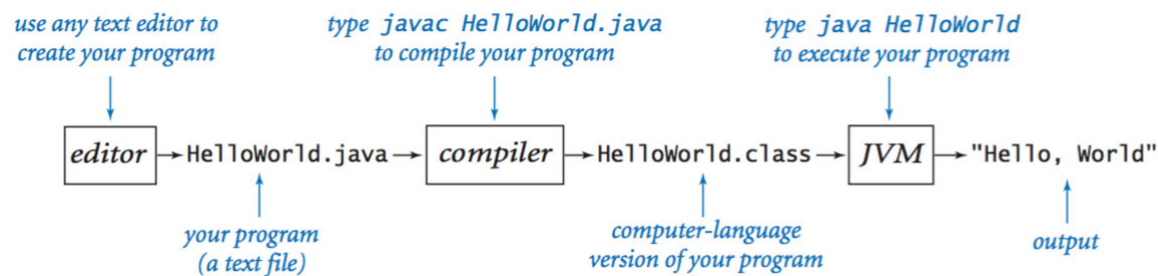 use any text editor to
create your program
type javac HelloWorld.java
to compile your program
type java HelloWorld
to execute your program
editor
HelloWorld.java
compiler
HelloWorld.class
JVM
"Hello, World"
your program
(a text file)
computer-language
version of your program
output